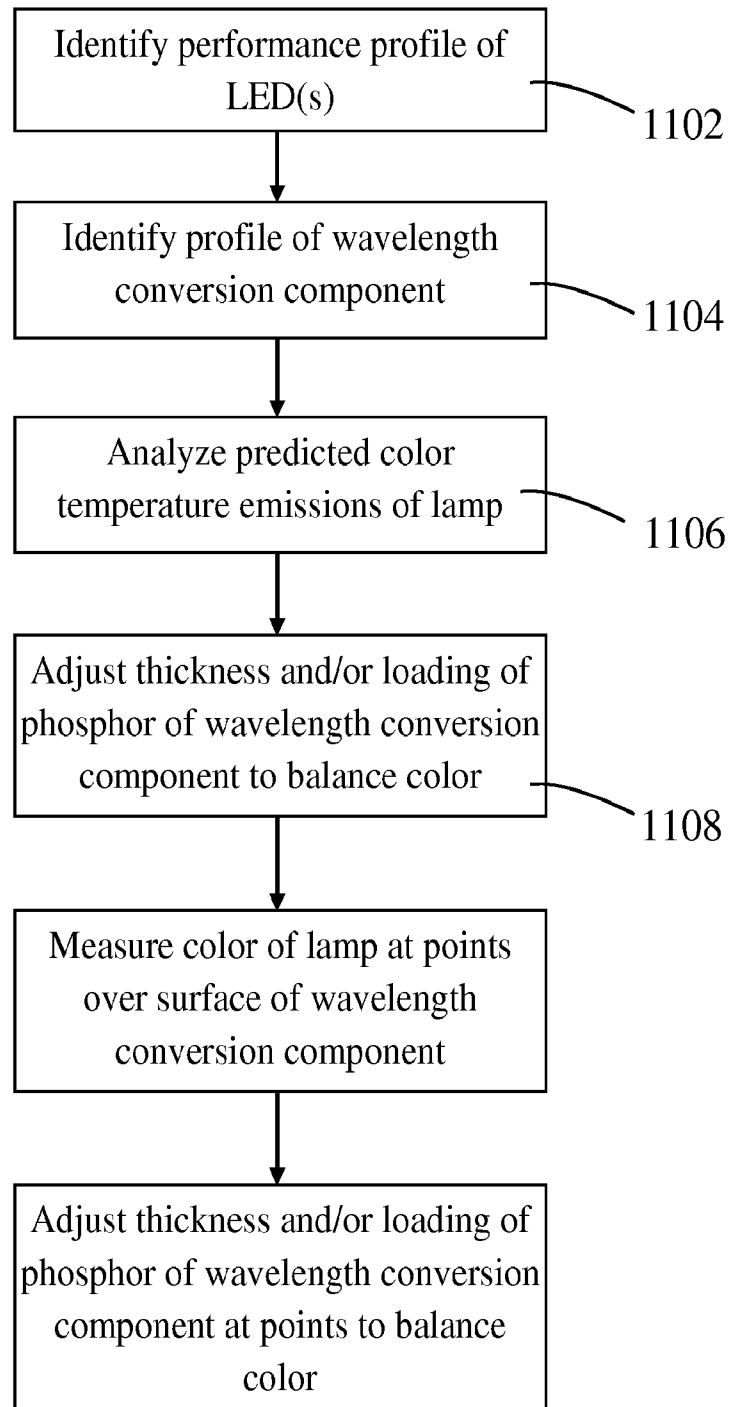 Identify performance profile of
LED(s)
1102
Identify profile of wavelength
conversion component
1104
Analyze predicted color
temperature emissions of lamp
1106
Adjust thickness and/or loading of
phosphor of wavelength conversion
component to balance color
1108
Measure color of lamp at points
over surface of wavelength
conversion component
Adjust thickness and/or loading of
phosphor of wavelength conversion
component at points to balance
color